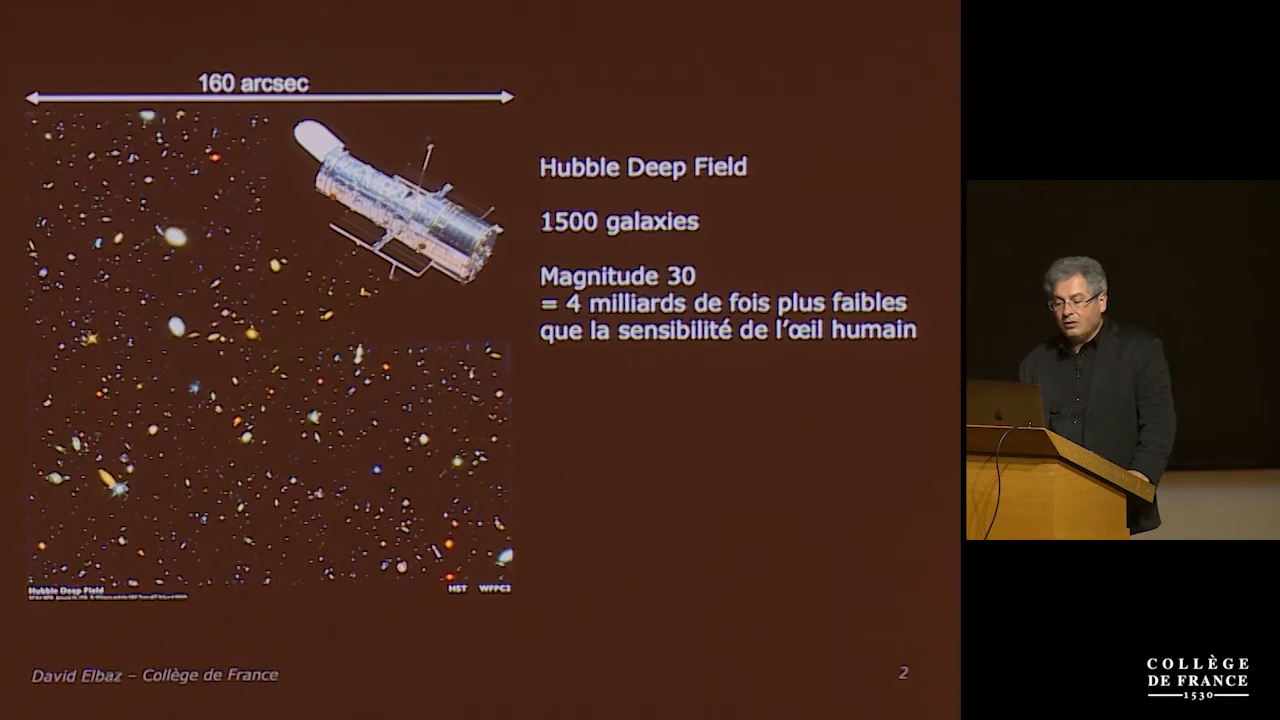 160 arcsec
Hubble Deep Field
1500 galaxies
Magnitude 30
= 4 milliards de fois plus faibles
que la sensibilité de l'œil humain
Hubble Deep Field
HST WFPC2
David Elbaz – Collège de France
2
COLLÈGE
DE FRANCE
1530